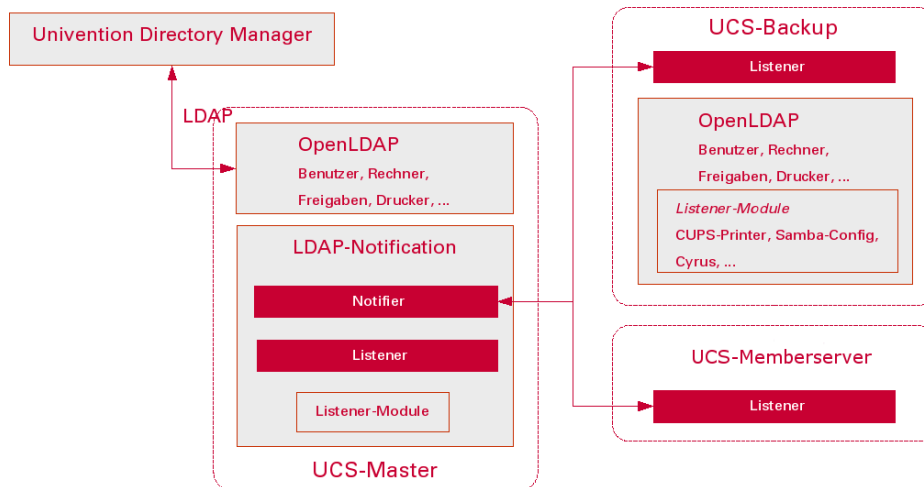 Univention Directory Manager
LDAP
OpenLDAP
Benutzer, Rechner,
Freigaben, Drucker, ...
LDAP-Notification
Notifier
Listener
Listener-Module
UCS-Master
UCS-Backup
Listener
OpenLDAP
Benutzer, Rechner,
Freigaben, Drucker, ...
Listener-Module
CUPS-Printer, Samba-Config,
Cyrus, ...
UCS-Memberserver
Listener